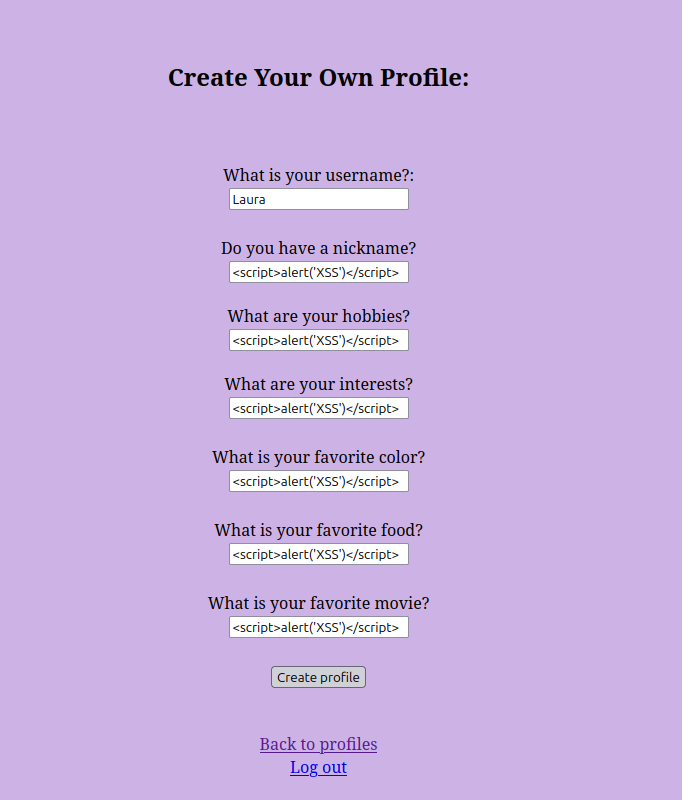 Create Your Own Profile:
What is your username?:
Laura
Do you have a nickname?
<script>alert('XSS')</script>
What are your hobbies?
<script>alert('XSS')</script>
What are your interests?
<script>alert('XSS')</script>
What is your favorite color?
<script>alert('XSS')</script>
What is your favorite food?
<script>alert('XSS')</script>
What is your favorite movie?
<script>alert('XSS')</script>
Create profile
Back to profiles
Log out